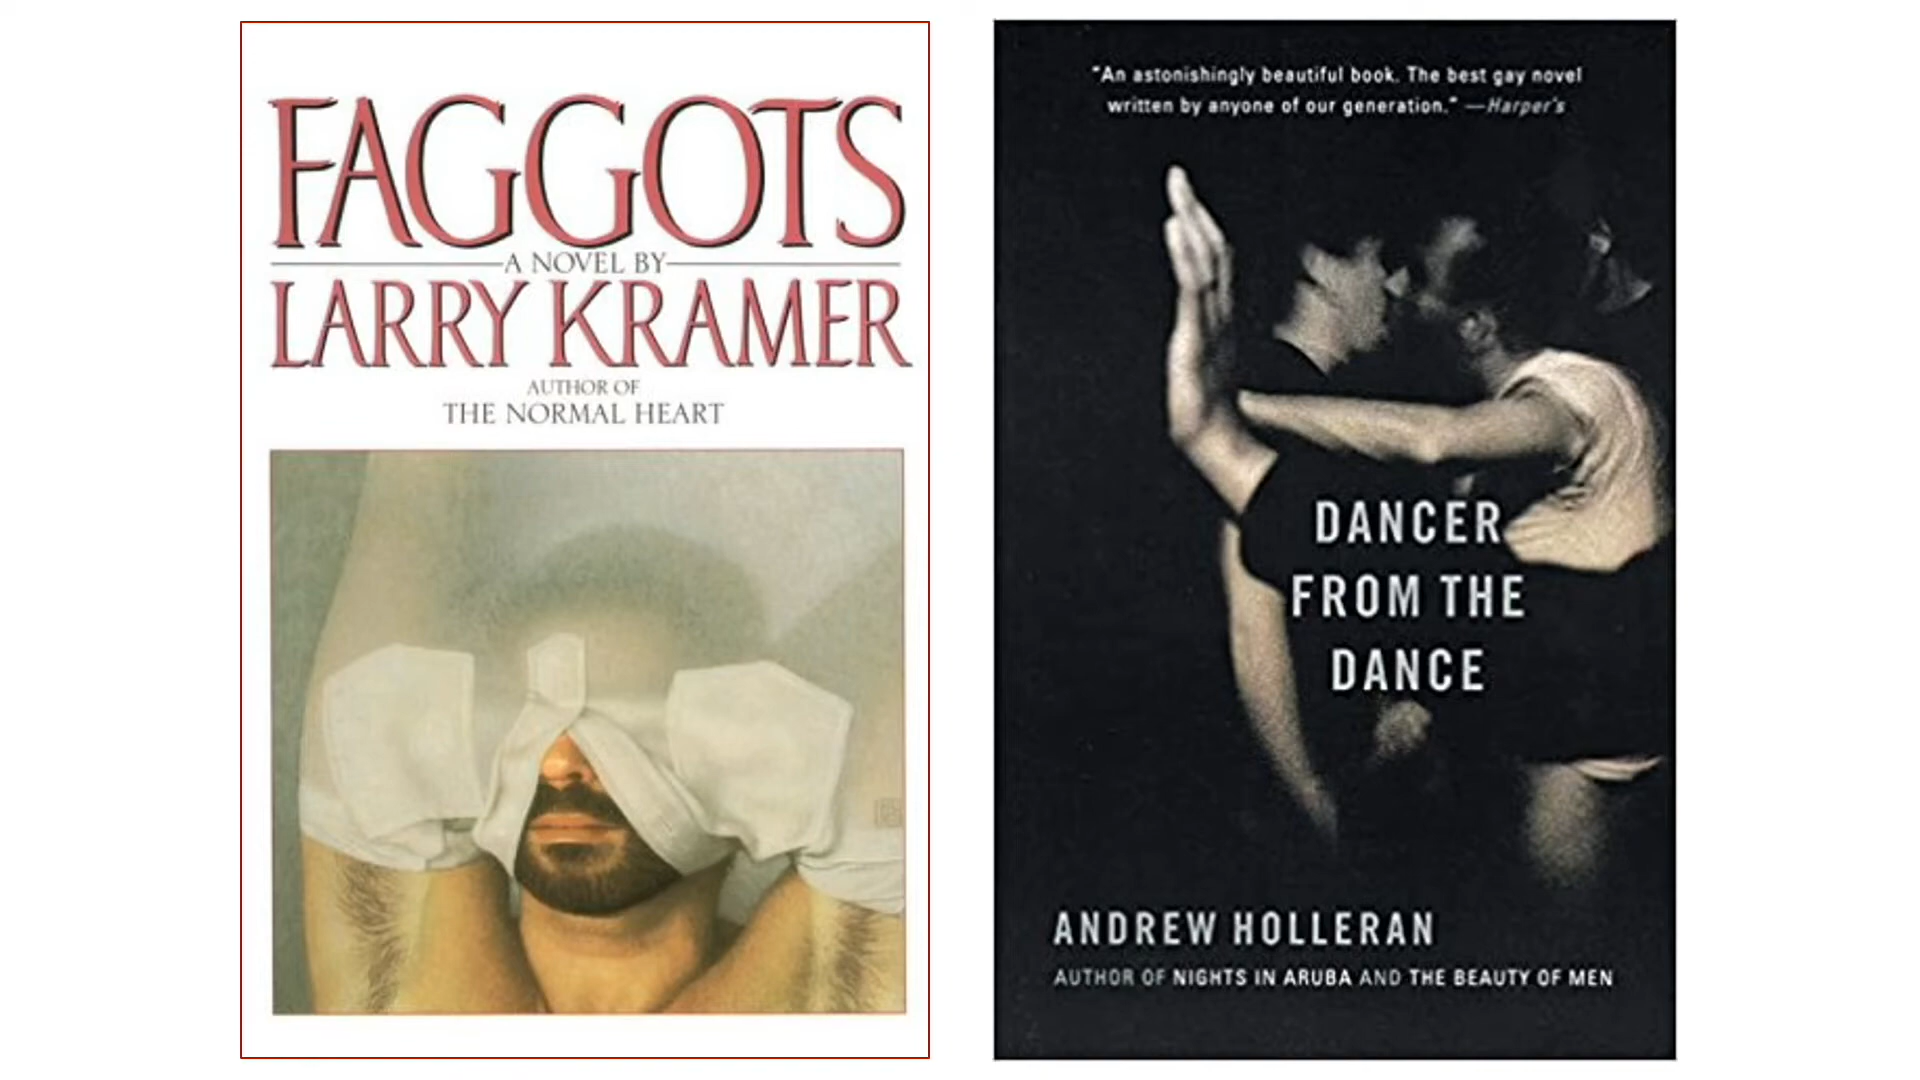 FAGGOTS
A NOVEL BY
LARRY KRAMER
AUTHOR OF
THE NORMAL HEART
"An astonishingly beautiful book. The best gay novel
written by anyone of our generation." —Harper's
DANCER
FROM THE
DANCE
ANDREW HOLLERAN
AUTHOR OF NIGHTS IN ARUBA AND THE BEAUTY OF MEN